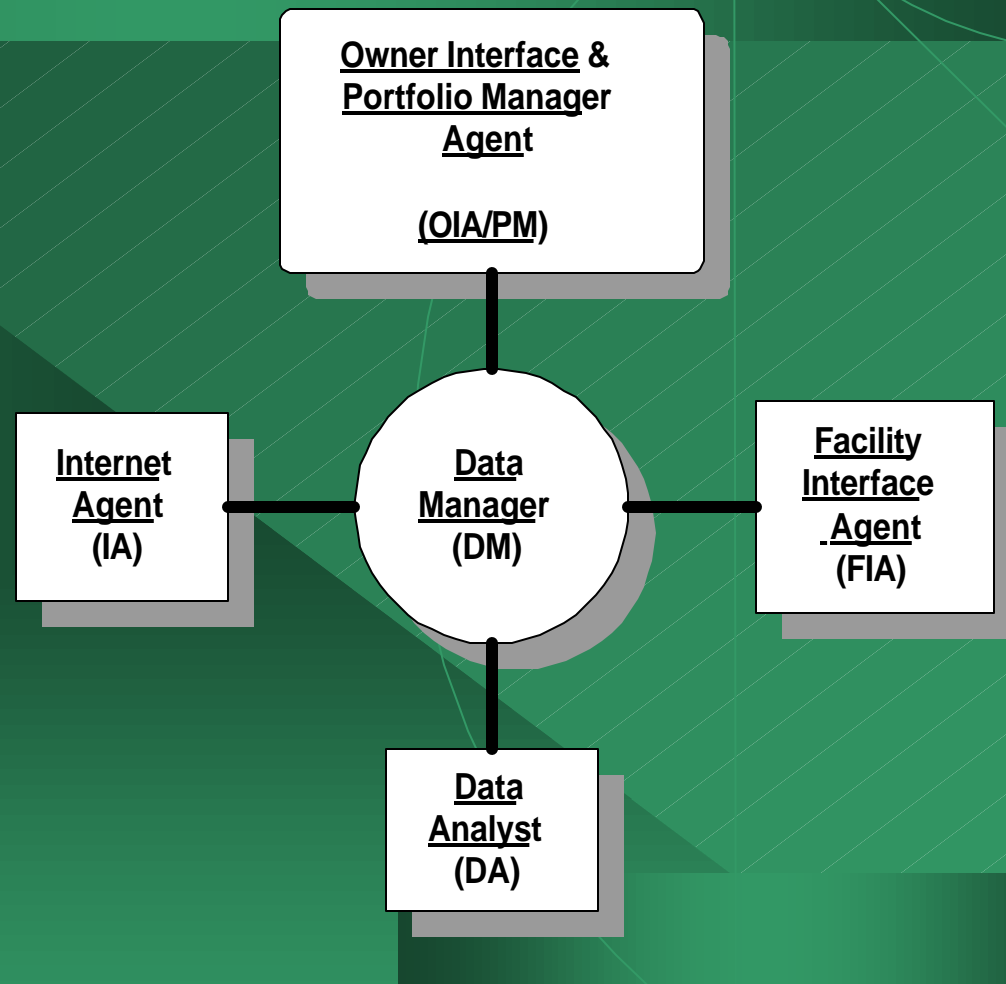 Owner Interface &
Portfolio Manager
Agent
(OIA/PM)
Internet
Agent
(IA)
Data
Manager
(DM)
Facility
Interface
Agent
(FIA)
Data
Analyst
(DA)